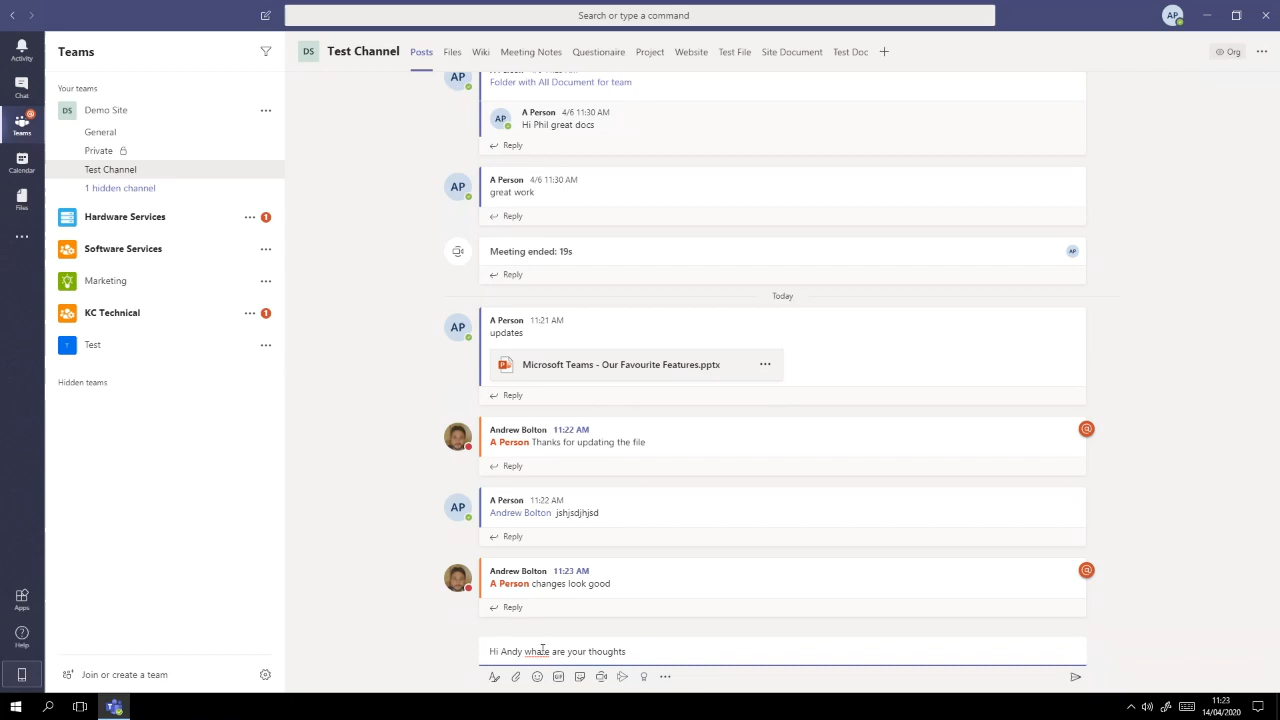 Search or type a command
AP
Activity
Chat
Teams
Calendar
Files
Apps
Help
Teams
Your teams
DS Demo Site
General
Private
Test Channel
1 hidden channel
Hardware Services 1
Software Services
Marketing
KC Technical 1
T Test
Hidden teams
Join or create a team
DS Test Channel Posts Files Wiki Meeting Notes Questionaire Project Website Test File Site Document Test Doc Org
AP
Folder with All Document for team
AP A Person 4/6 11:30 AM
Hi Phil great docs
Reply
AP A Person 4/6 11:30 AM
great work
Reply
Meeting ended: 19s AP
Reply
Today
AP A Person 11:21 AM
updates
Microsoft Teams - Our Favourite Features.pptx
Reply
Andrew Bolton 11:22 AM
A Person Thanks for updating the file
Reply
AP A Person 11:22 AM
Andrew Bolton jshjsdjhjsd
Reply
Andrew Bolton 11:23 AM
A Person changes look good
Reply
Hi Andy are your thoughts
GIF
11:23
14/04/2020